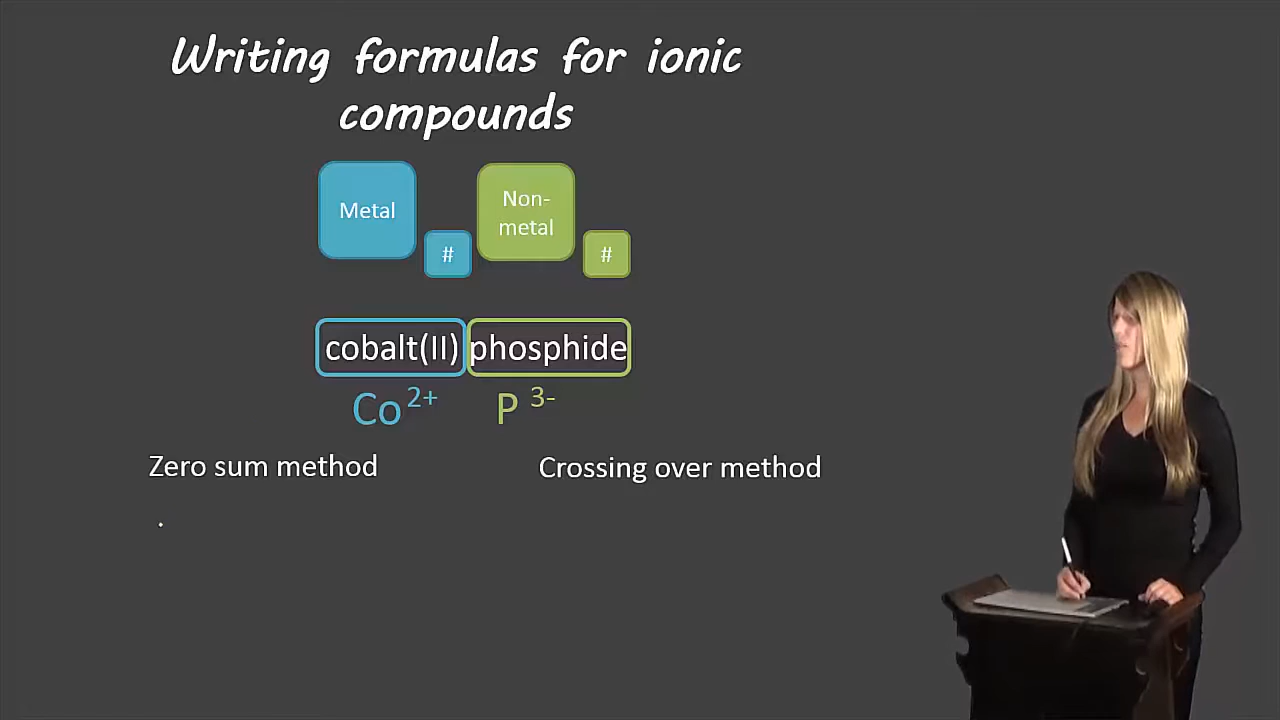 Writing formulas for ionic
compounds
Metal
#
Non-
metal
#
cobalt(II) phosphide
Co 2+ P 3-
Zero sum method
Crossing over method